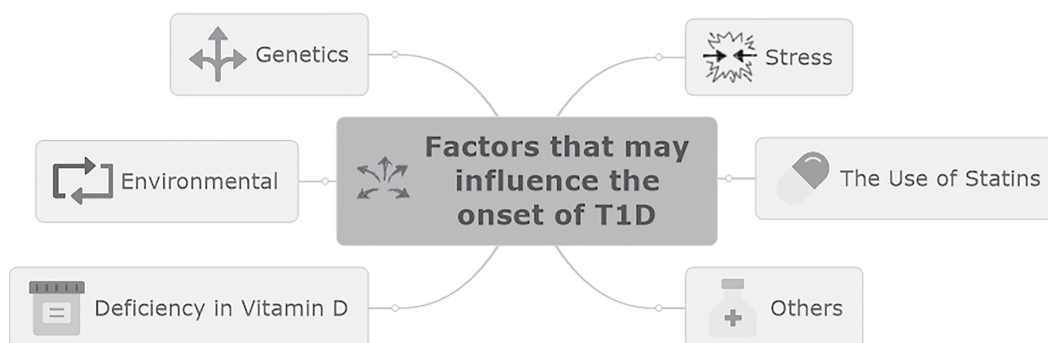 Genetics
Stress
Factors that may
influence the
onset of T1D
Environmental
The Use of Statins
Deficiency in Vitamin D
Others